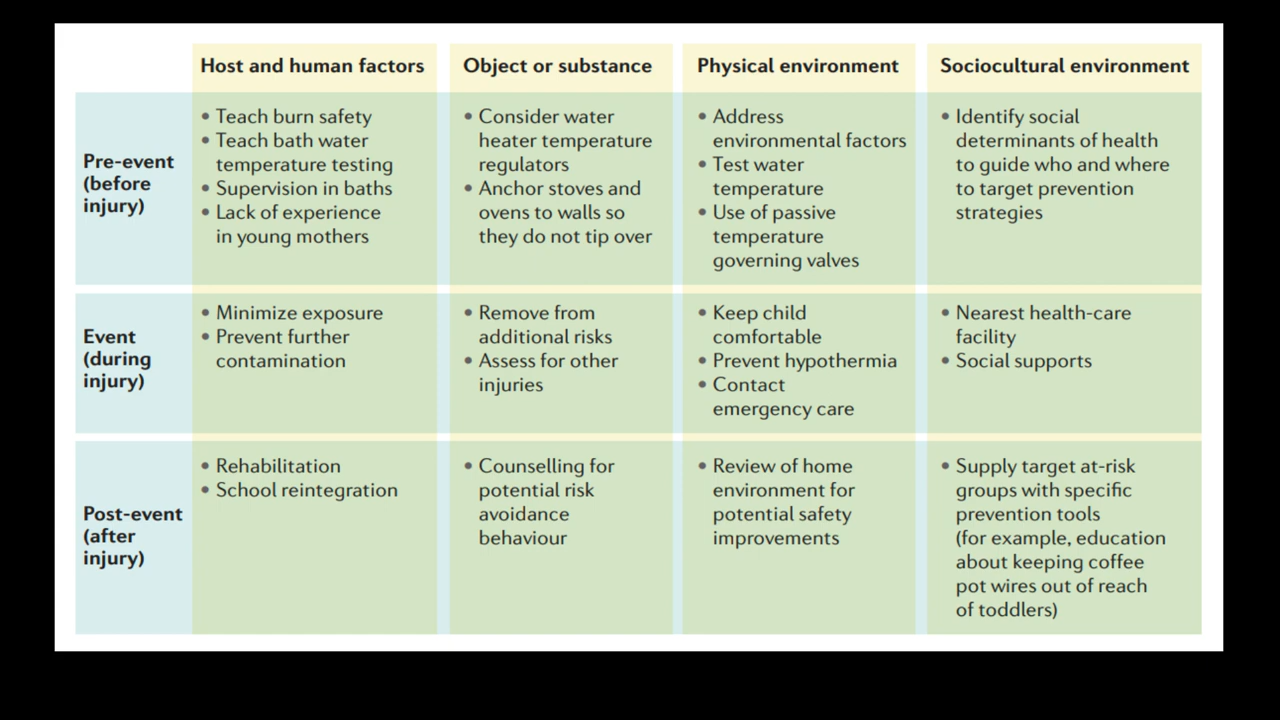 Host and human factors
Object or substance
Physical environment
Sociocultural environment
Pre-event
(before
injury)
• Teach burn safety
• Teach bath water
temperature testing
• Supervision in baths
• Lack of experience
in young mothers
• Consider water
heater temperature
regulators
• Anchor stoves and
ovens to walls so
they do not tip over
• Address
environmental factors
• Test water
temperature
• Use of passive
temperature
governing valves
• Identify social
determinants of health
to guide who and where
to target prevention
strategies
Event
(during
injury)
• Minimize exposure
• Prevent further
contamination
• Remove from
additional risks
• Assess for other
injuries
• Keep child
comfortable
• Prevent hypothermia
• Contact
emergency care
• Nearest health-care
facility
• Social supports
Post-event
(after
injury)
• Rehabilitation
• School reintegration
• Counselling for
potential risk
avoidance
behaviour
• Review of home
environment for
potential safety
improvements
• Supply target at-risk
groups with specific
prevention tools
(for example, education
about keeping coffee
pot wires out of reach
of toddlers)